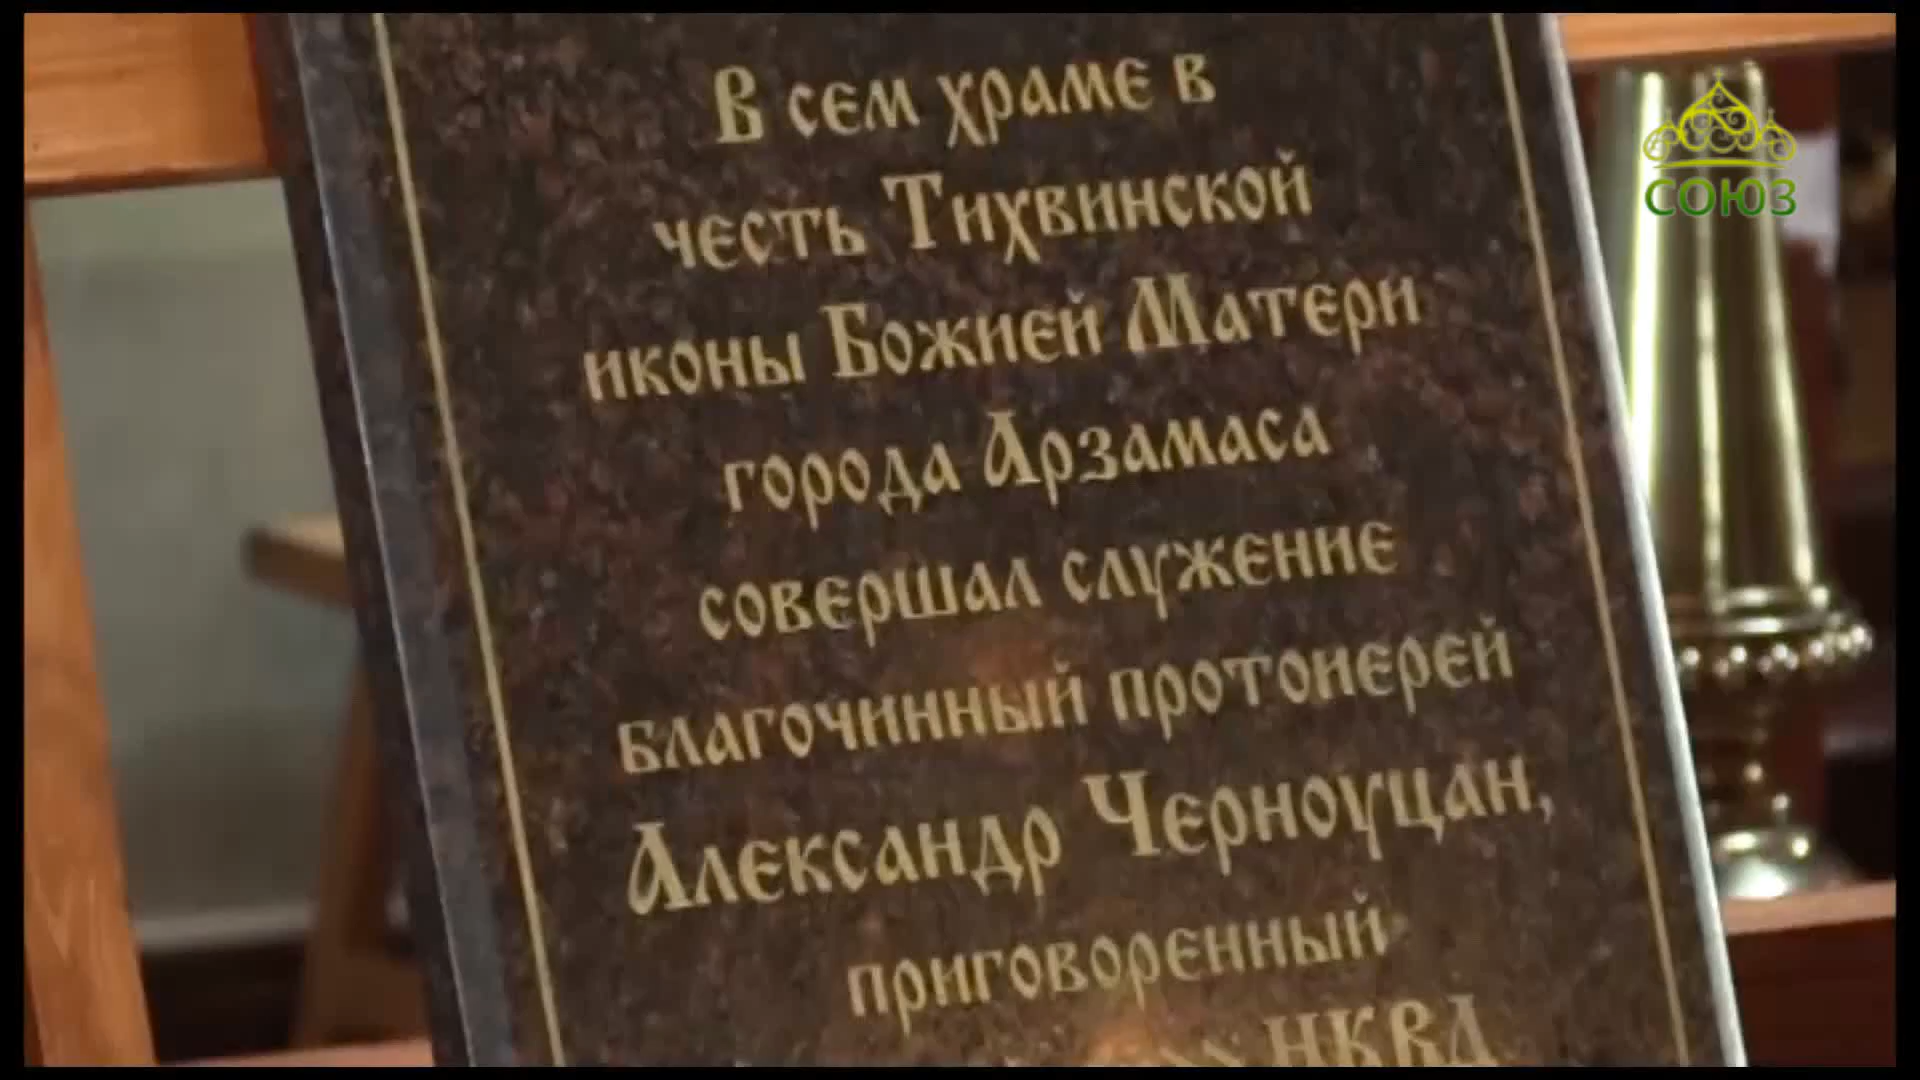 В сем храме в
честь Тихвинской
иконы Божией Матери
города Арзамаса
совершал служение
благочинный протоиерей
Александр Черноуцан,
приговоренный
НКВД
СОЮЗ